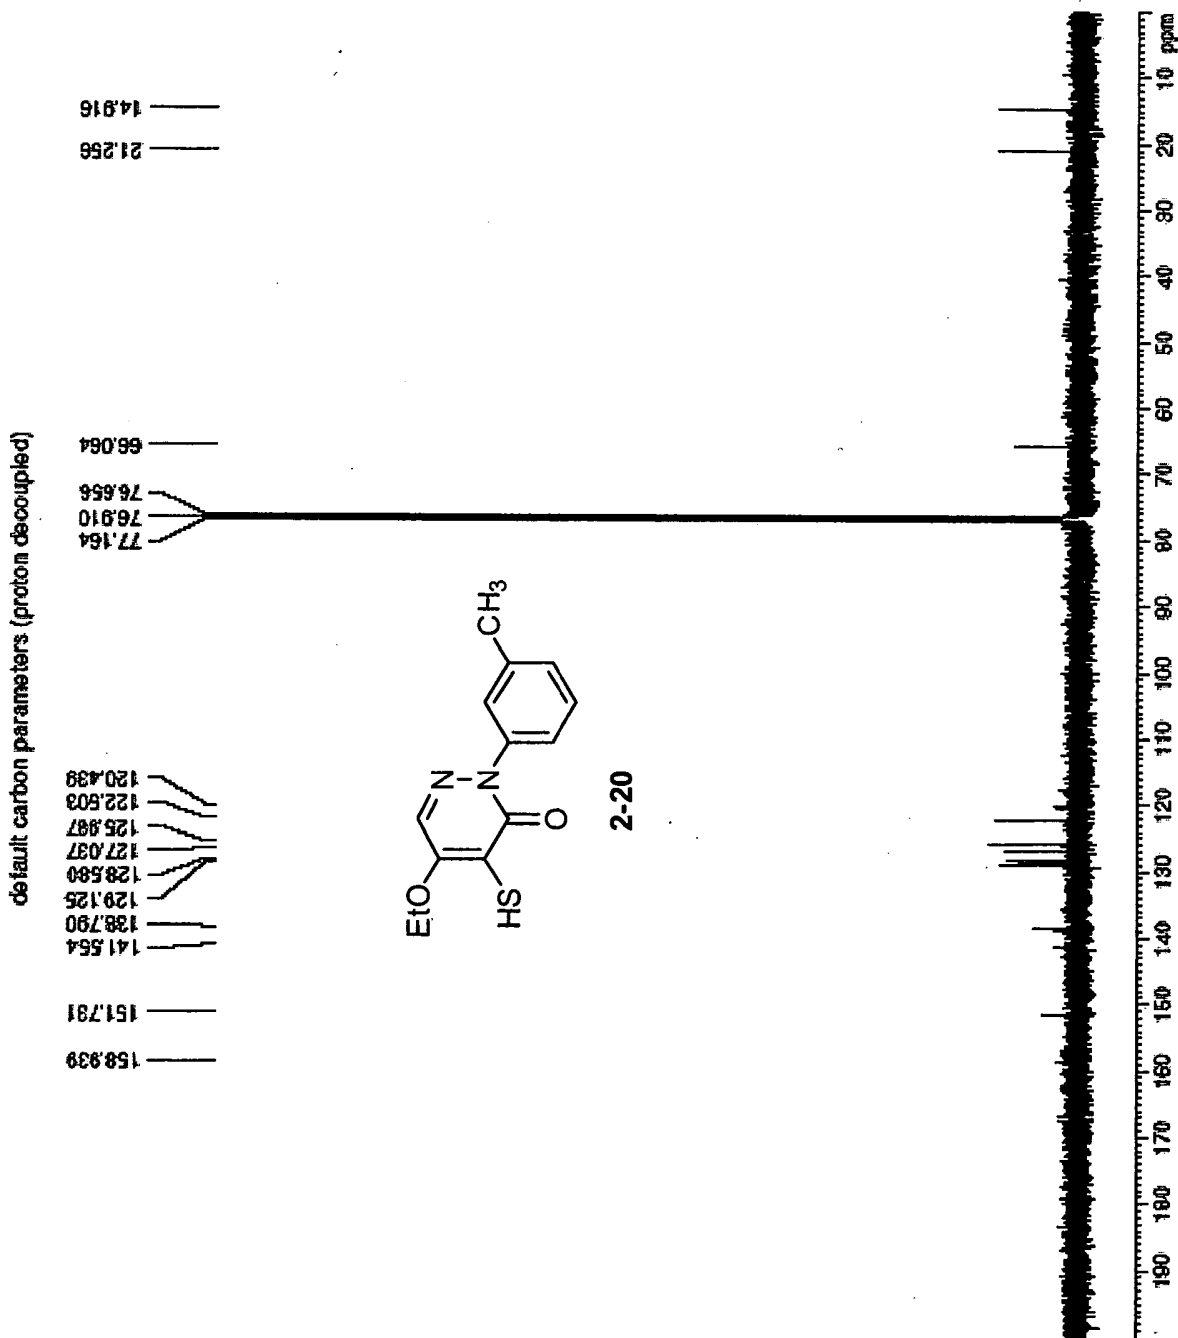 default carbon parameters (proton decoupled)
158.939
151.781
141.554
138.790
129.125
128.580
127.037
125.987
122.503
120.439
77.164
76.910
76.656
66.064
21.256
14.916
EtO
HS
N
N
O
CH3
2-20
190 180 170 160 150 140 130 120 110 100 90 80 70 60 50 40 30 20 10 ppm